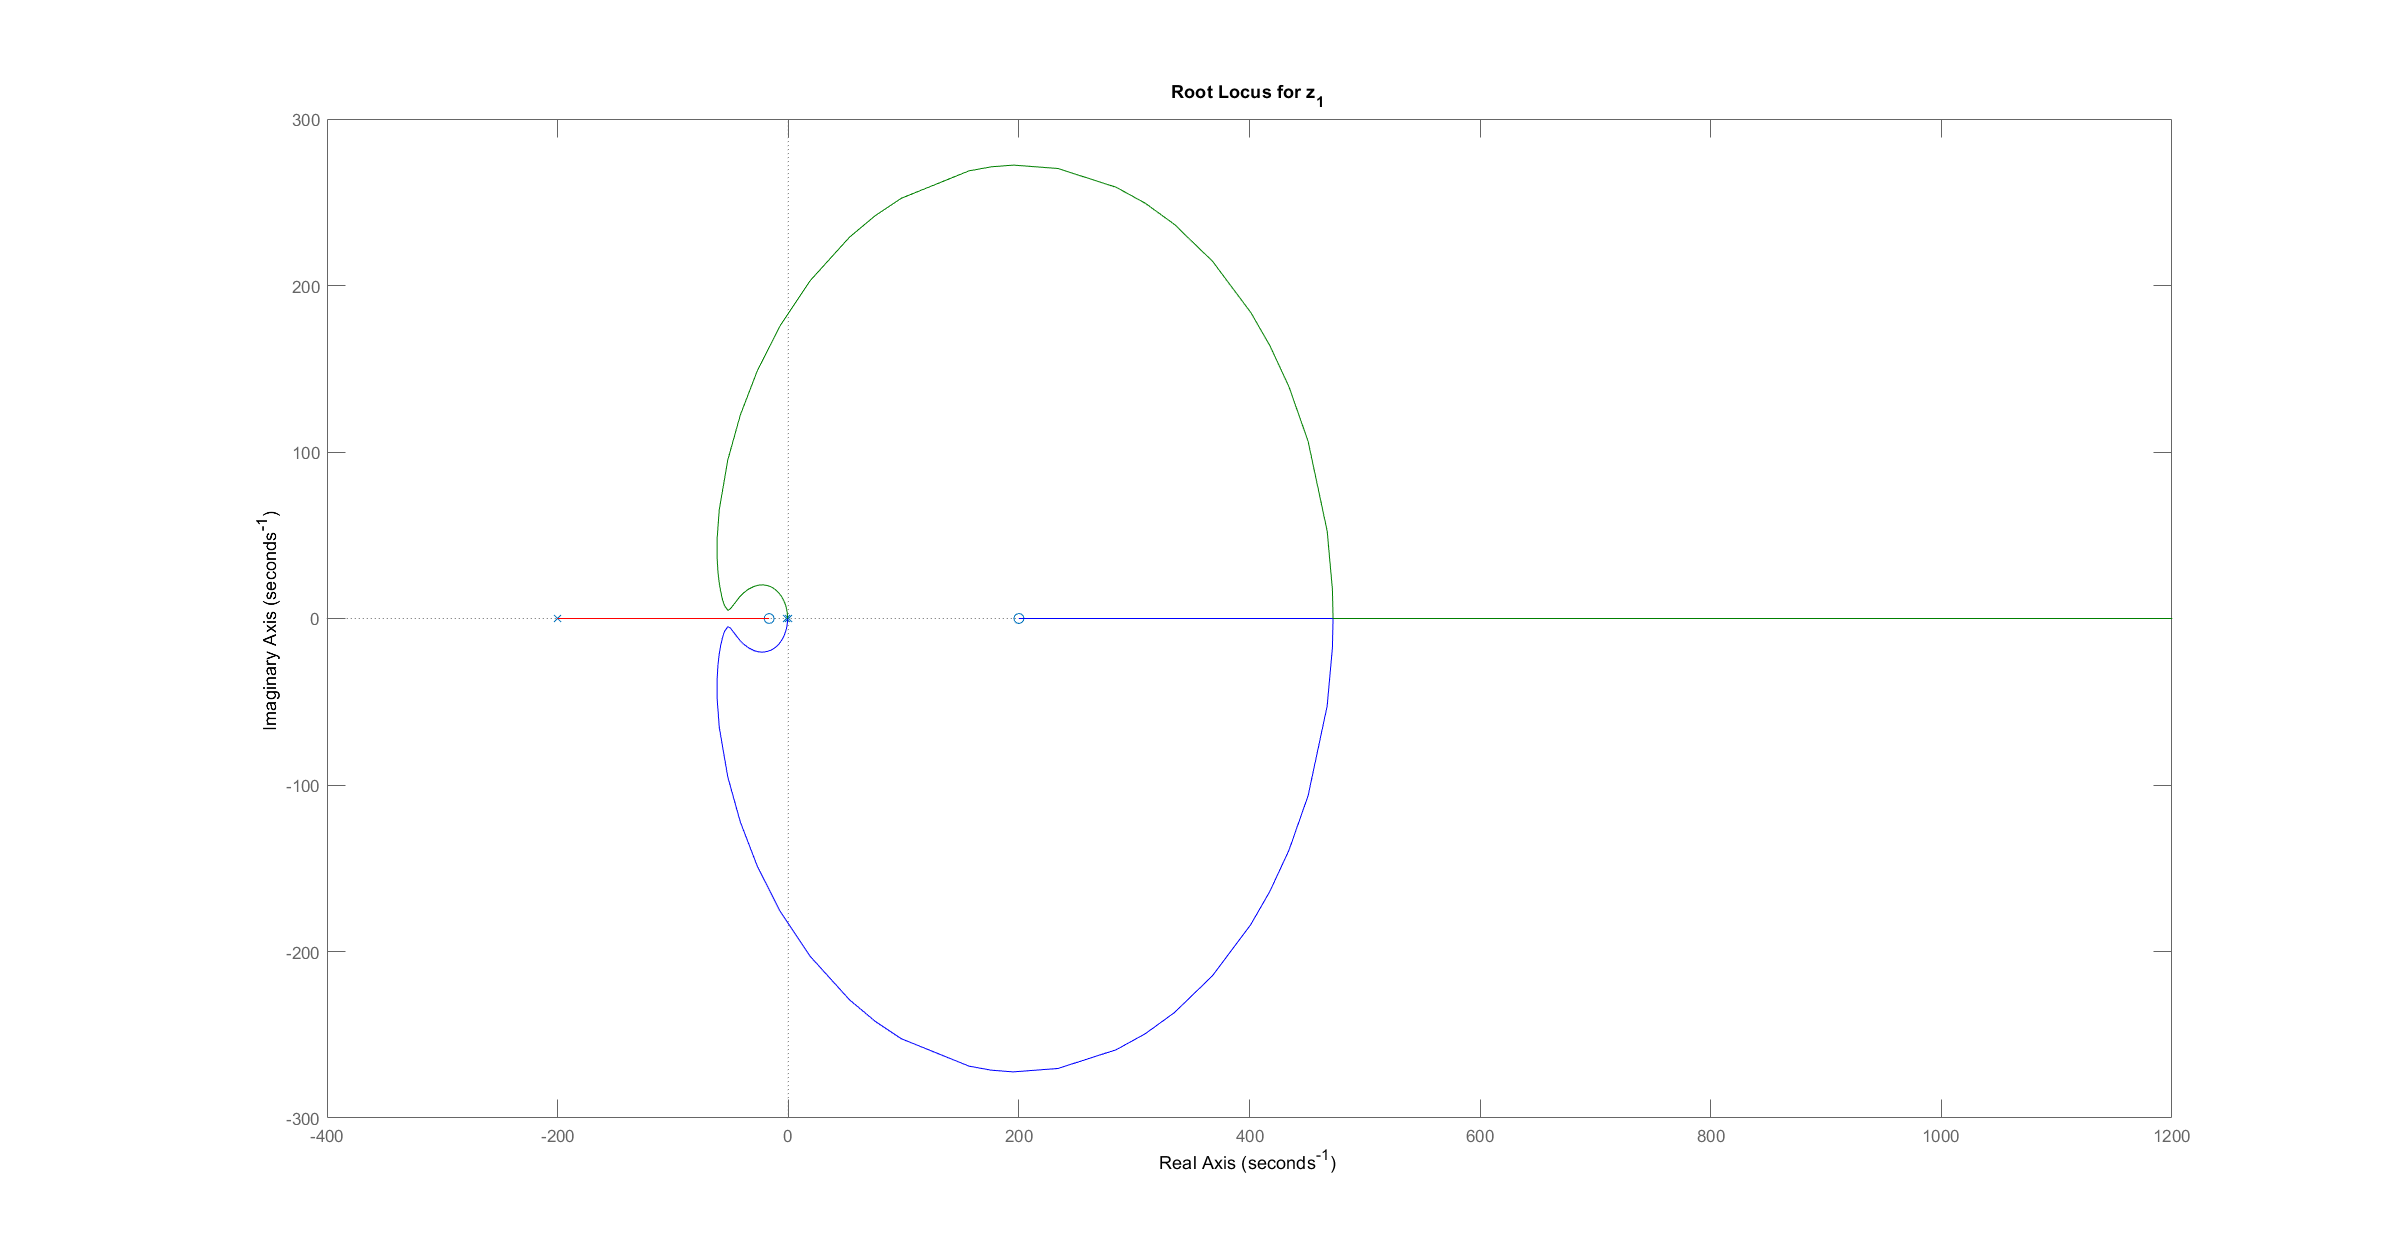 Root Locus for z₁
300
200
100
0
-100
-200
-300
-400 -200 0 200 400 600 800 1000 1200
Imaginary Axis (seconds⁻¹)
Real Axis (seconds⁻¹)